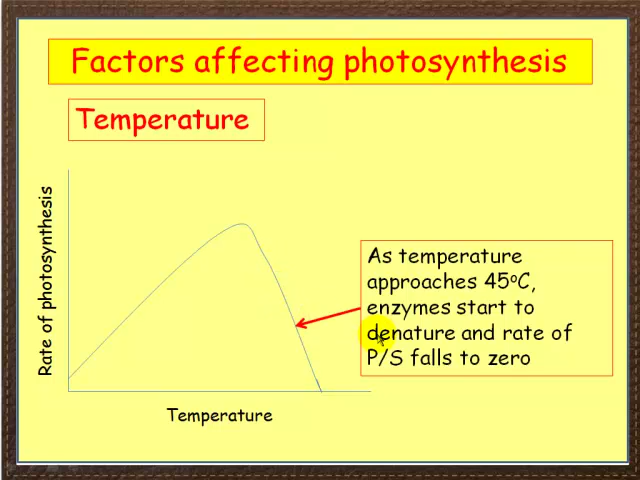 Factors affecting photosynthesis
Temperature
Rate of photosynthesis
As temperature
approaches 45°C,
enzymes start to
denature and rate of
P/S falls to zero
Temperature